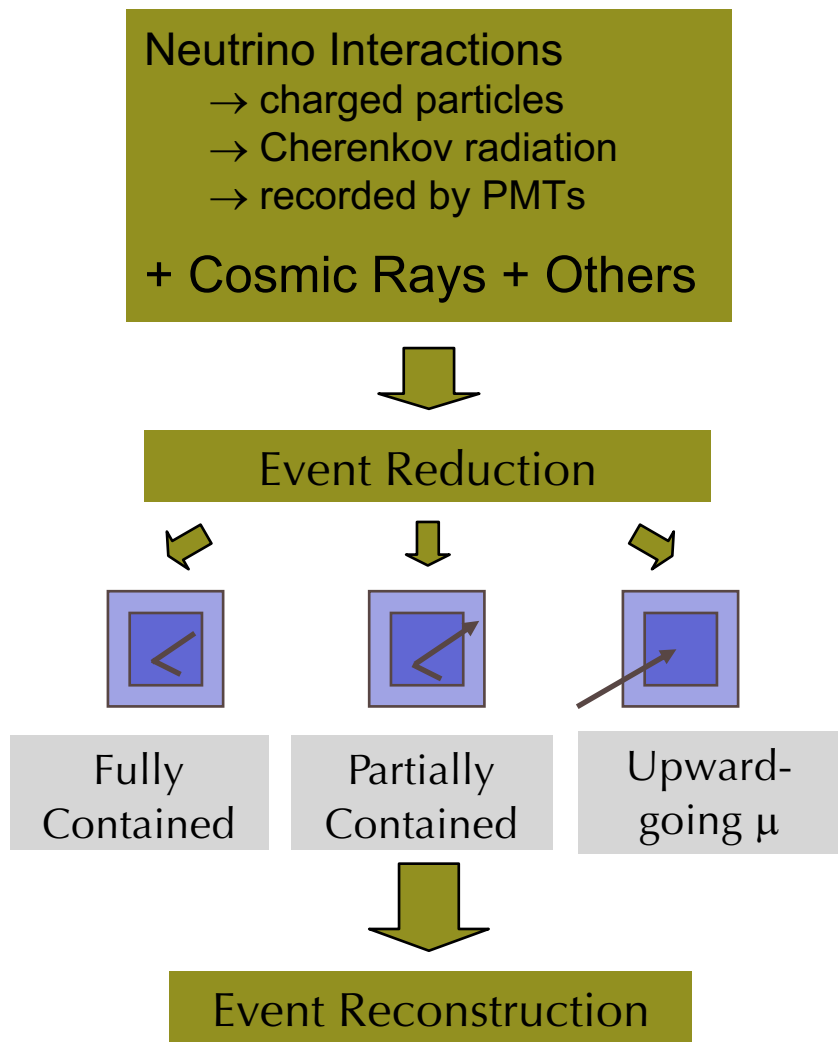 Neutrino Interactions
→ charged particles
→ Cherenkov radiation
→ recorded by PMTs
+ Cosmic Rays + Others
Event Reduction
Fully
Contained
Partially
Contained
Upward-
going μ
Event Reconstruction